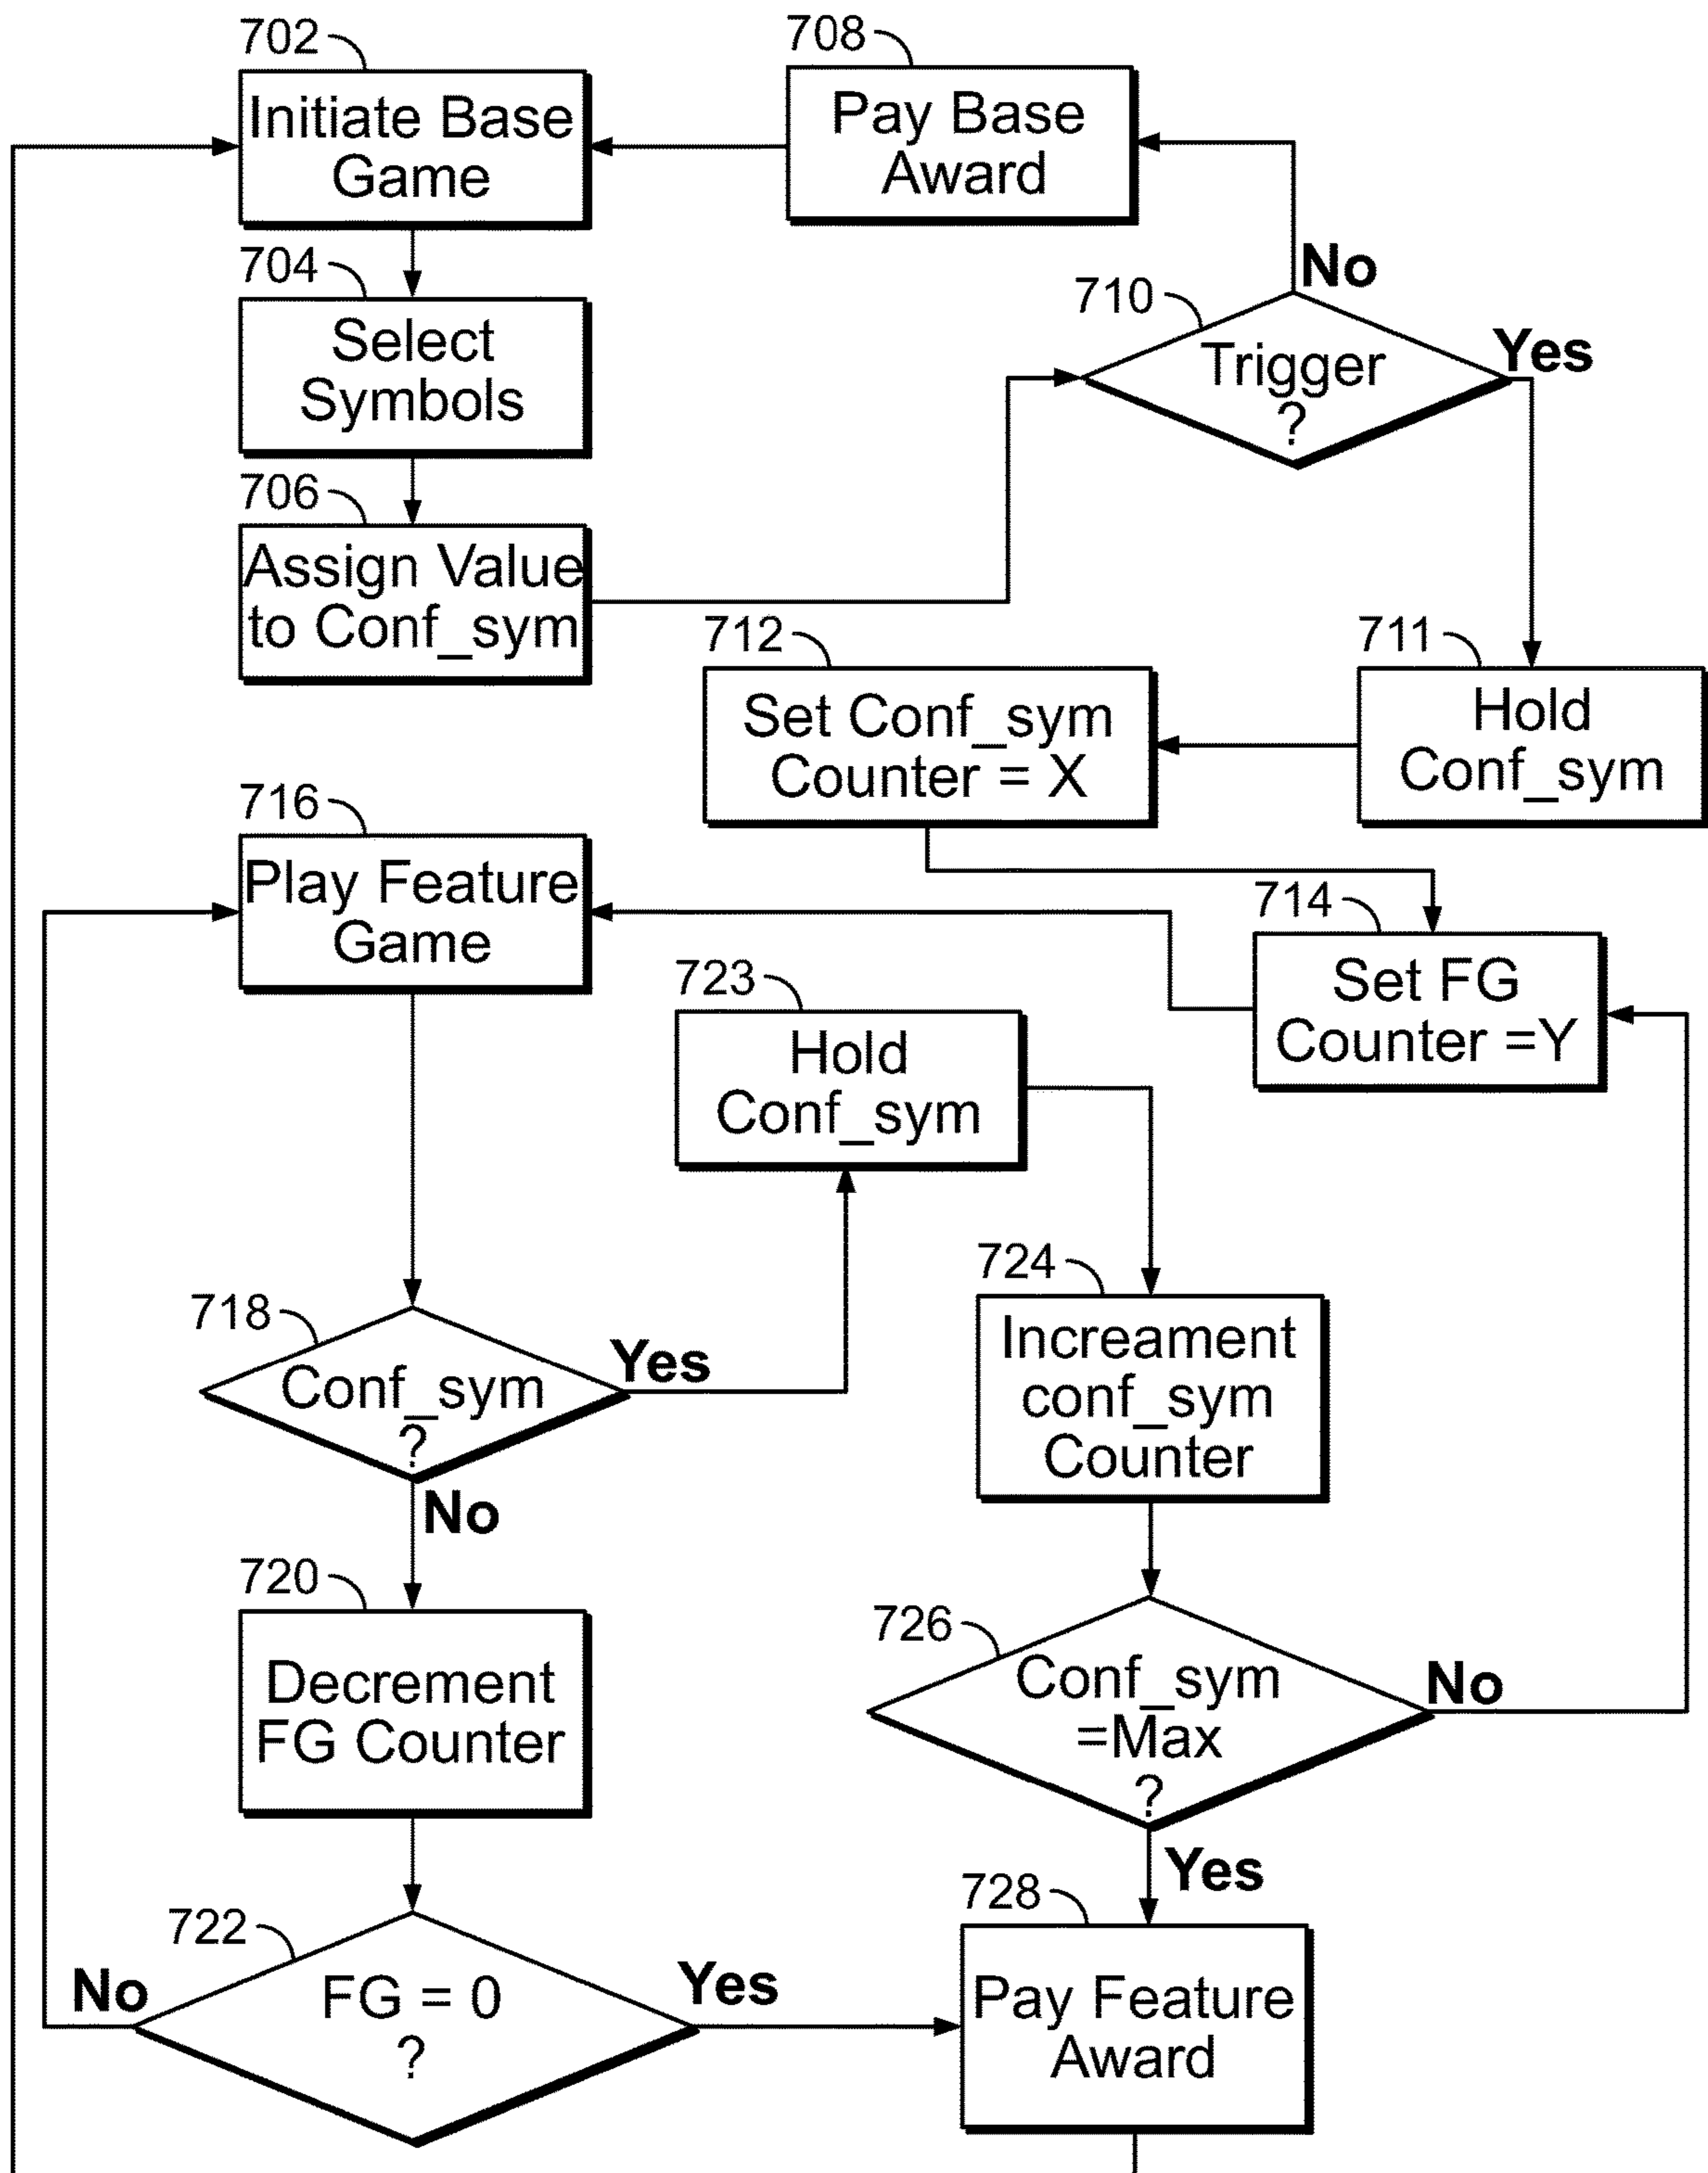 702
Initiate Base
Game
708
Pay Base
Award
704
Select
Symbols
No
710
Trigger
?
Yes
706
Assign Value
to Conf_sym
712
Set Conf_sym
Counter = X
711
Hold
Conf_sym
716
Play Feature
Game
714
Set FG
Counter =Y
723
Hold
Conf_sym
718
Conf_sym
?
Yes
No
724
Increament
conf_sym
Counter
720
Decrement
FG Counter
726
Conf_sym
=Max
?
No
Yes
722
FG = 0
?
No
Yes
728
Pay Feature
Award